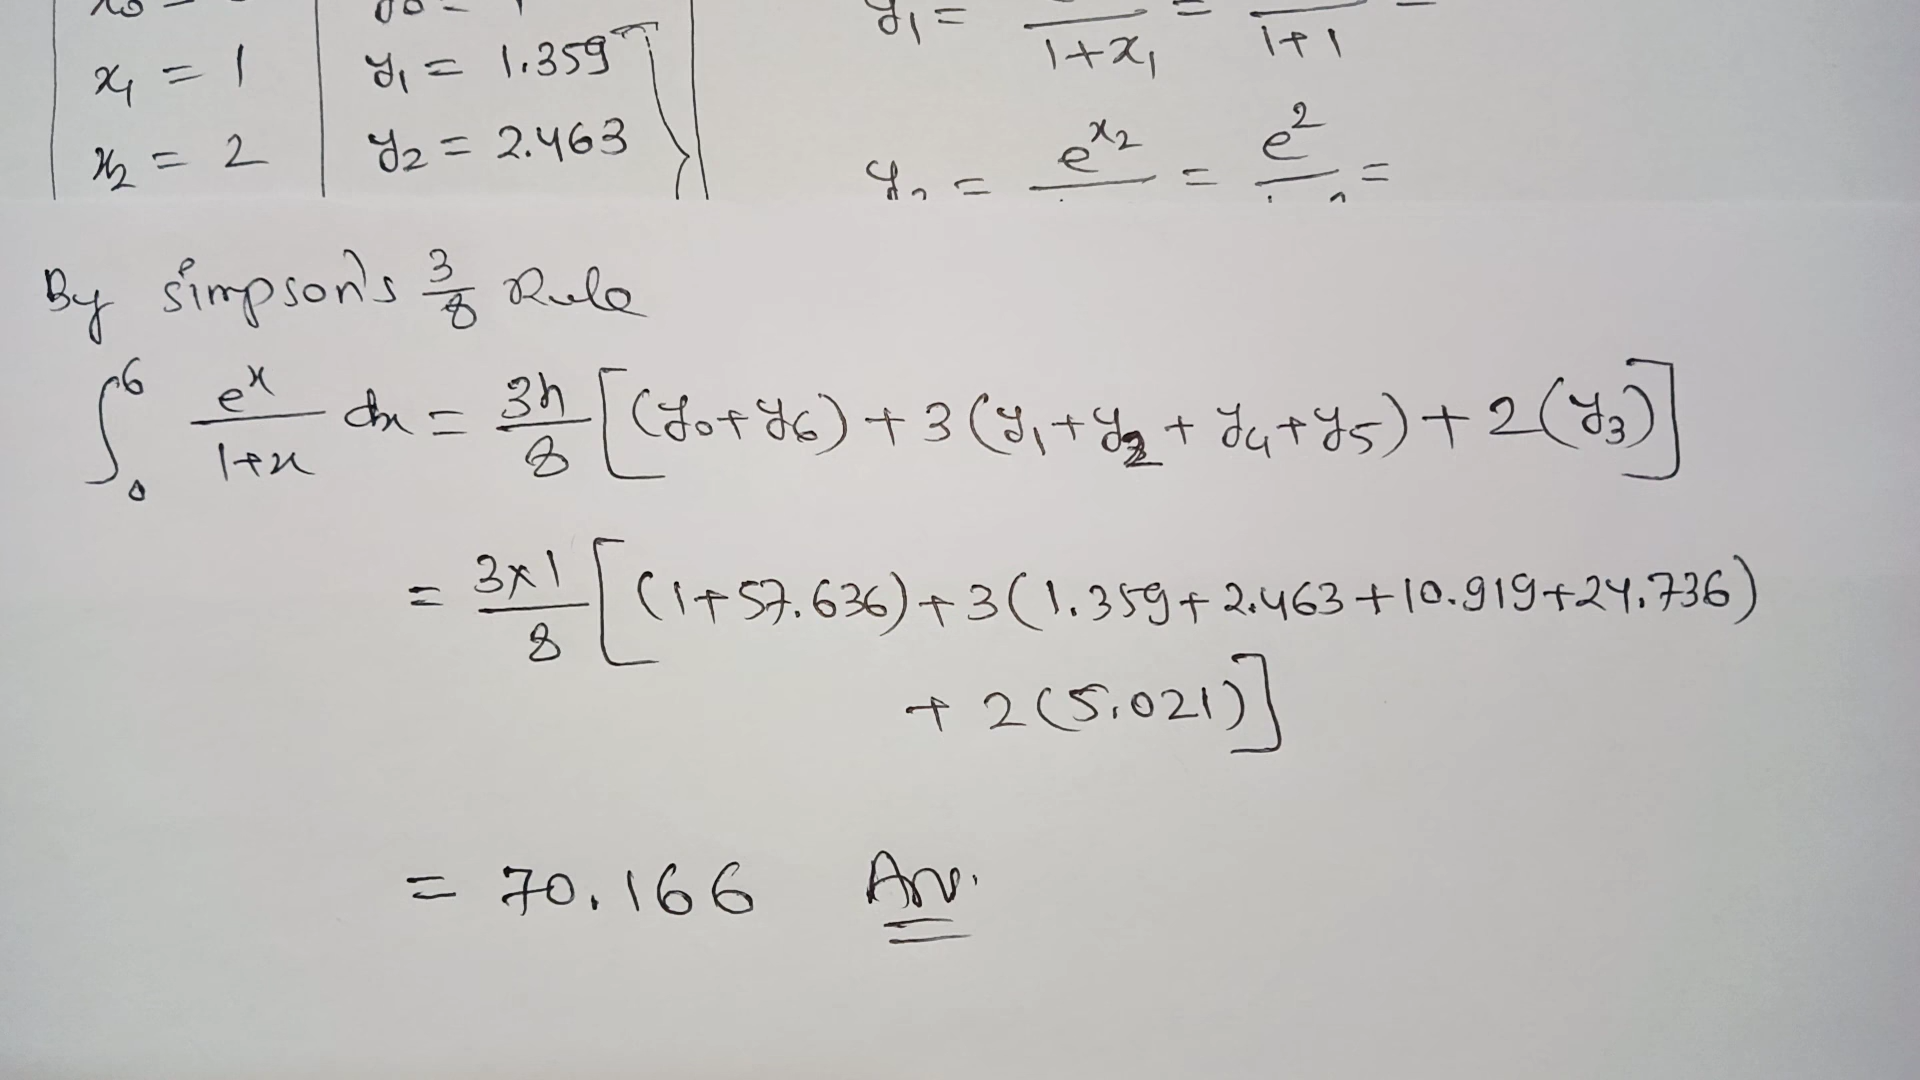 x₁ = 1 | y₁ = 1.359
x₂ = 2 | y₂ = 2.463
y₁ = /(1+x₁) = /(1+1) =
= e^x₂/ = e²/ =
By simpson's 3/8 Rule
∫₀⁶ e^x/(1+x) dx = 3h/8 [(y₀+y₆) + 3(y₁+y₂+y₄+y₅) + 2(y₃)]
= 3×1/8 [(1+57.636)+3(1.359+2.463+10.919+24.736)
+ 2(5.021)]
= 70.166 Ans.